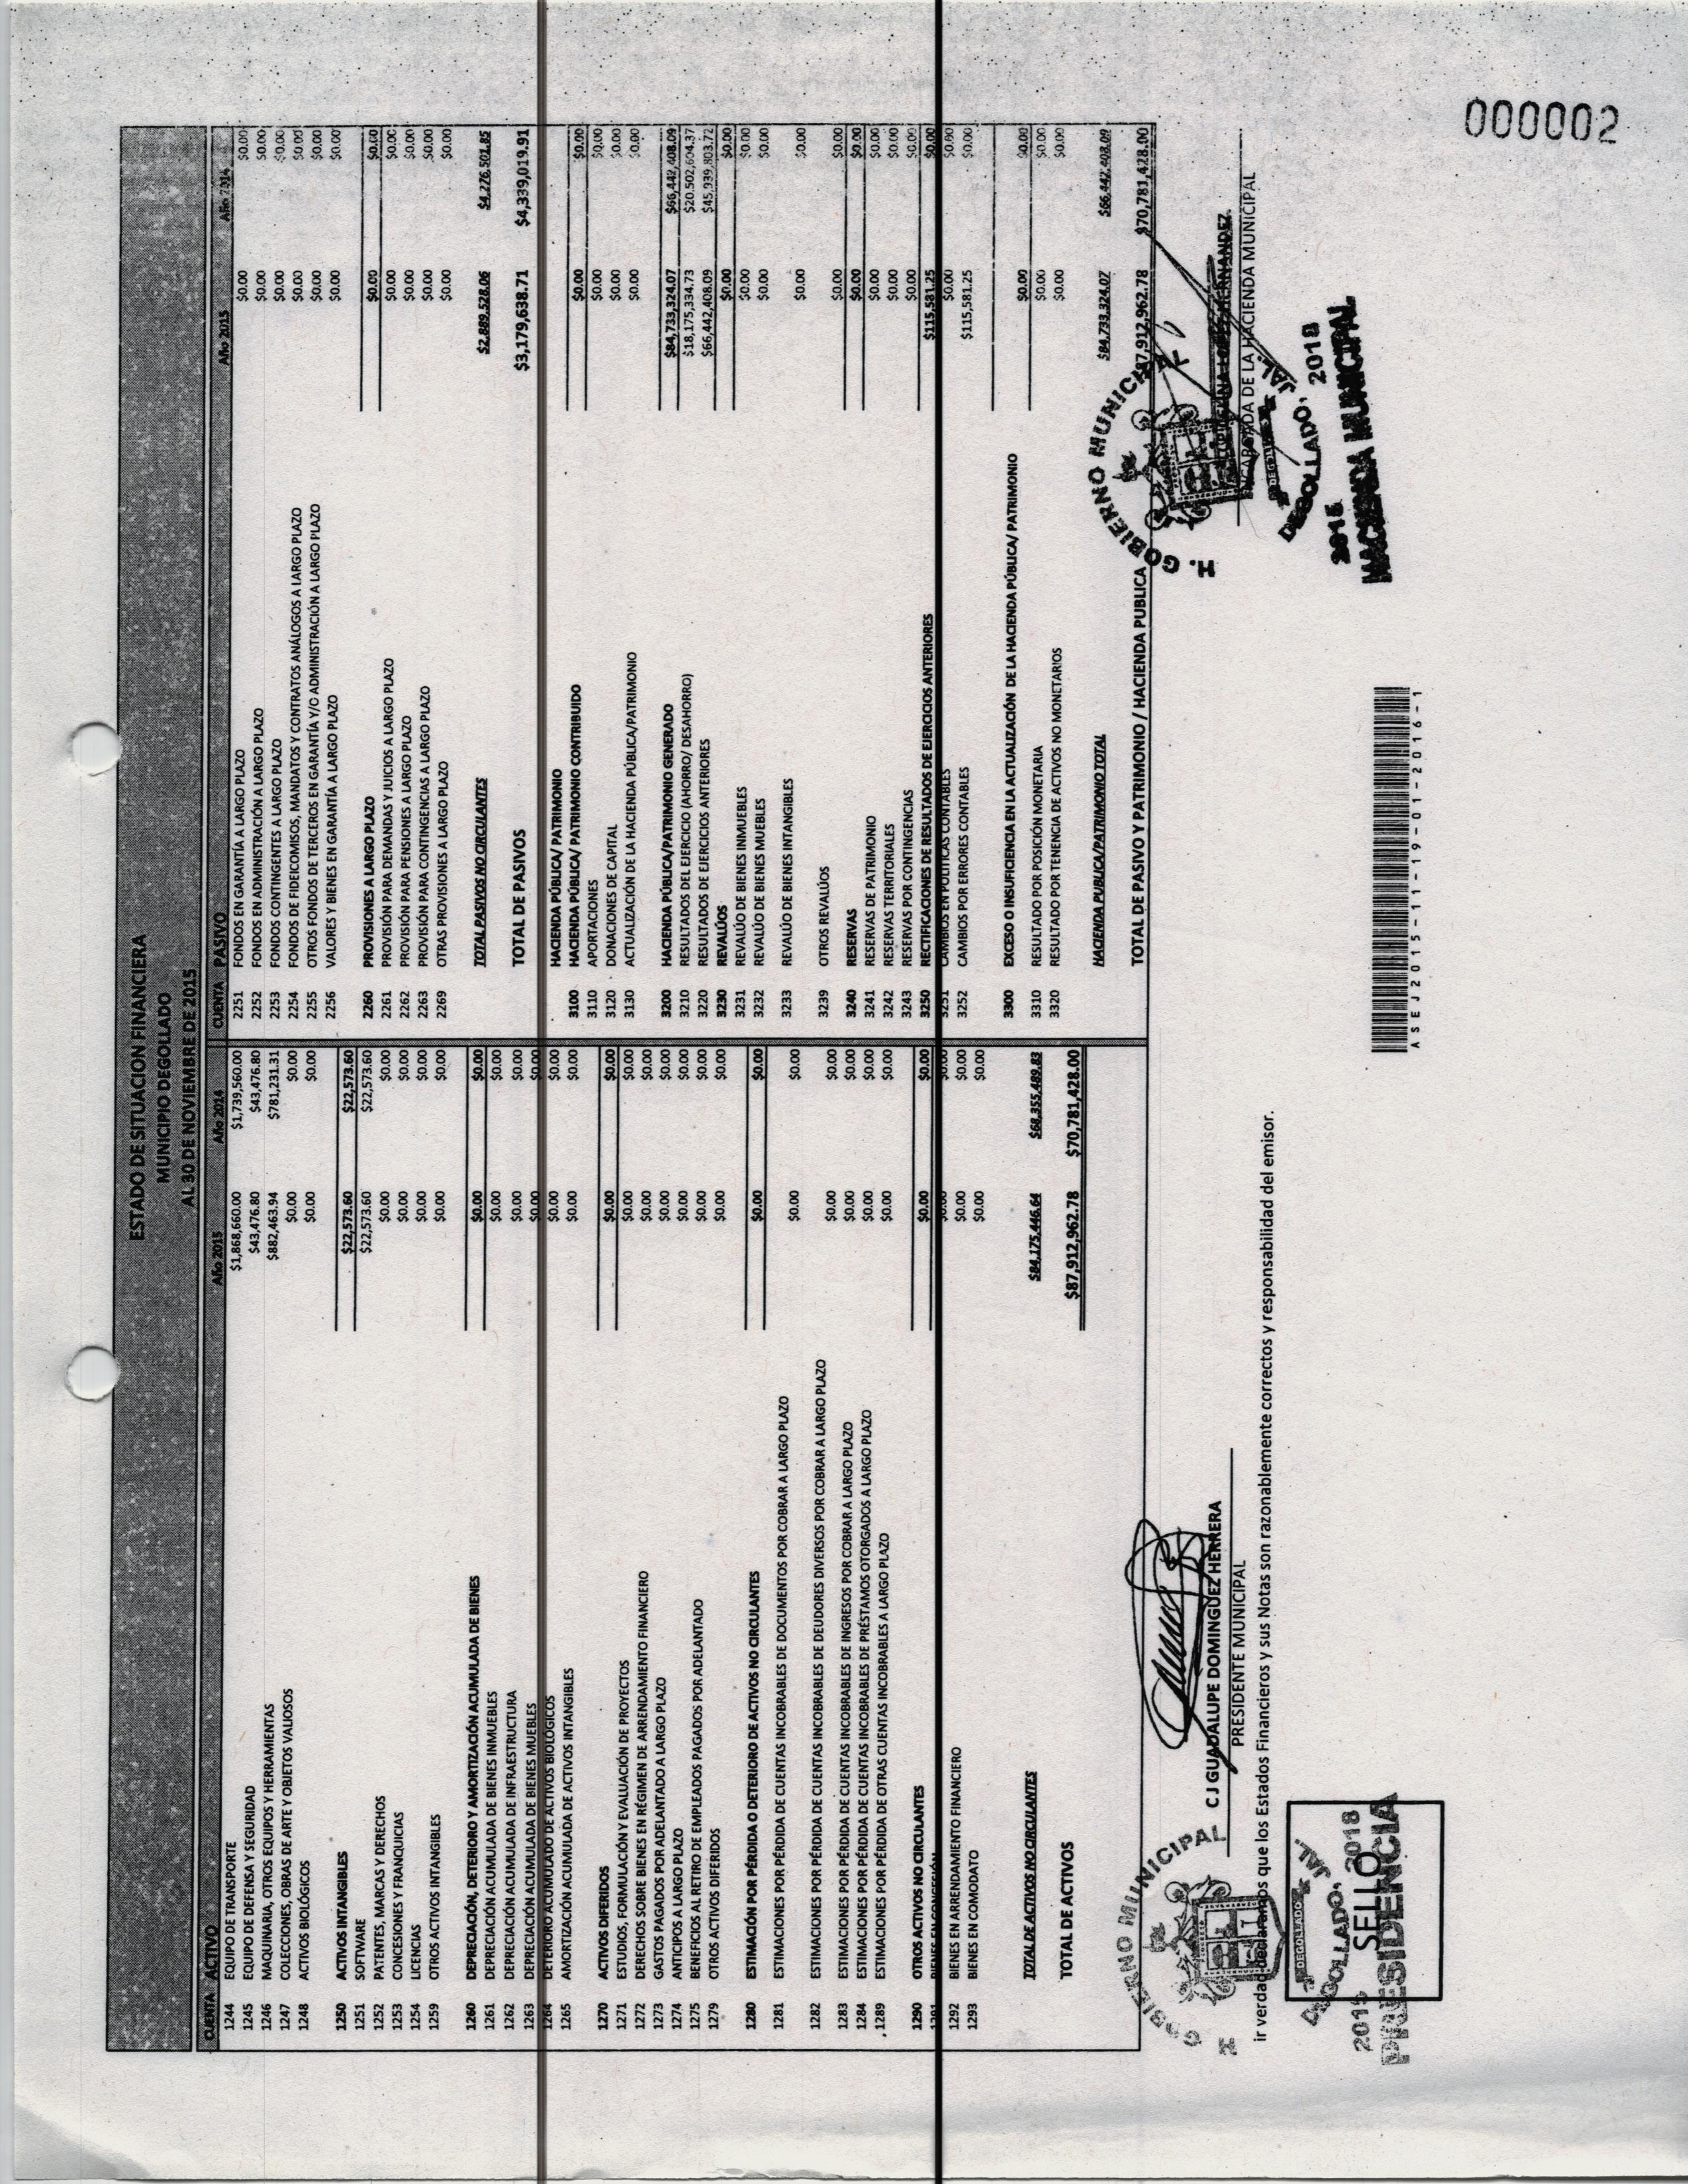 000002
ESTADO DE SITUACION FINANCIERA
MUNICIPIO DEGOLLADO
AL 30 DE NOVIEMBRE DE 2015
CUENTA ACTIVO Año 2015 Año 2014
1244 EQUIPO DE TRANSPORTE $1,868,660.00 $1,739,560.00
1245 EQUIPO DE DEFENSA Y SEGURIDAD $43,476.80 $43,476.80
1246 MAQUINARIA, OTROS EQUIPOS Y HERRAMIENTAS $882,463.94 $781,231.31
1247 COLECCIONES, OBRAS DE ARTE Y OBJETOS VALIOSOS $0.00 $0.00
1248 ACTIVOS BIOLÓGICOS $0.00 $0.00
1250 ACTIVOS INTANGIBLES $22,573.60 $22,573.60
1251 SOFTWARE $22,573.60 $22,573.60
1252 PATENTES, MARCAS Y DERECHOS $0.00 $0.00
1253 CONCESIONES Y FRANQUICIAS $0.00 $0.00
1254 LICENCIAS $0.00 $0.00
1259 OTROS ACTIVOS INTANGIBLES $0.00 $0.00
1260 DEPRECIACIÓN, DETERIORO Y AMORTIZACIÓN ACUMULADA DE BIENES $0.00 $0.00
1261 DEPRECIACIÓN ACUMULADA DE BIENES INMUEBLES $0.00 $0.00
1262 DEPRECIACIÓN ACUMULADA DE INFRAESTRUCTURA $0.00 $0.00
1263 DEPRECIACIÓN ACUMULADA DE BIENES MUEBLES $0.00 $0.00
1264 DETERIORO ACUMULADO DE ACTIVOS BIOLÓGICOS $0.00 $0.00
1265 AMORTIZACIÓN ACUMULADA DE ACTIVOS INTANGIBLES $0.00 $0.00
1270 ACTIVOS DIFERIDOS $0.00 $0.00
1271 ESTUDIOS, FORMULACIÓN Y EVALUACIÓN DE PROYECTOS $0.00 $0.00
1272 DERECHOS SOBRE BIENES EN RÉGIMEN DE ARRENDAMIENTO FINANCIERO $0.00 $0.00
1273 GASTOS PAGADOS POR ADELANTADO A LARGO PLAZO $0.00 $0.00
1274 ANTICIPOS A LARGO PLAZO $0.00 $0.00
1275 BENEFICIOS AL RETIRO DE EMPLEADOS PAGADOS POR ADELANTADO $0.00 $0.00
1279 OTROS ACTIVOS DIFERIDOS $0.00 $0.00
1280 ESTIMACIÓN POR PÉRDIDA O DETERIORO DE ACTIVOS NO CIRCULANTES $0.00 $0.00
1281 ESTIMACIONES POR PÉRDIDA DE CUENTAS INCOBRABLES DE DOCUMENTOS POR COBRAR A LARGO PLAZO $0.00 $0.00
1282 ESTIMACIONES POR PÉRDIDA DE CUENTAS INCOBRABLES DE DEUDORES DIVERSOS POR COBRAR A LARGO PLAZO $0.00 $0.00
1283 ESTIMACIONES POR PÉRDIDA DE CUENTAS INCOBRABLES DE INGRESOS POR COBRAR A LARGO PLAZO $0.00 $0.00
1284 ESTIMACIONES POR PÉRDIDA DE CUENTAS INCOBRABLES DE PRÉSTAMOS OTORGADOS A LARGO PLAZO $0.00 $0.00
1289 ESTIMACIONES POR PÉRDIDA DE OTRAS CUENTAS INCOBRABLES A LARGO PLAZO $0.00 $0.00
1290 OTROS ACTIVOS NO CIRCULANTES $0.00 $0.00
1292 BIENES EN ARRENDAMIENTO FINANCIERO $0.00 $0.00
1293 BIENES EN COMODATO $0.00 $0.00
TOTAL DE ACTIVOS NO CIRCULANTES $84,175,446.64 $68,355,489.83
TOTAL DE ACTIVOS $87,912,962.78 $70,781,428.00
CUENTA PASIVO Año 2015 Año 2014
2251 FONDOS EN GARANTÍA A LARGO PLAZO $0.00 $0.00
2252 FONDOS EN ADMINISTRACIÓN A LARGO PLAZO $0.00 $0.00
2253 FONDOS CONTINGENTES A LARGO PLAZO $0.00 $0.00
2254 FONDOS DE FIDEICOMISOS, MANDATOS Y CONTRATOS ANÁLOGOS A LARGO PLAZO $0.00 $0.00
2255 OTROS FONDOS DE TERCEROS EN GARANTÍA Y/O ADMINISTRACIÓN A LARGO PLAZO $0.00 $0.00
2256 VALORES Y BIENES EN GARANTÍA A LARGO PLAZO $0.00 $0.00
2260 PROVISIONES A LARGO PLAZO $0.00 $0.00
2261 PROVISIÓN PARA DEMANDAS Y JUICIOS A LARGO PLAZO $0.00 $0.00
2262 PROVISIÓN PARA PENSIONES A LARGO PLAZO $0.00 $0.00
2263 PROVISIÓN PARA CONTINGENCIAS A LARGO PLAZO $0.00 $0.00
2269 OTRAS PROVISIONES A LARGO PLAZO $0.00 $0.00
TOTAL PASIVOS NO CIRCULANTES $2,889,528.06 $4,276,501.85
TOTAL DE PASIVOS $3,179,638.71 $4,339,019.91
HACIENDA PÚBLICA/ PATRIMONIO
3100 HACIENDA PÚBLICA/ PATRIMONIO CONTRIBUIDO $0.00 $0.00
3110 APORTACIONES $0.00 $0.00
3120 DONACIONES DE CAPITAL $0.00 $0.00
3130 ACTUALIZACIÓN DE LA HACIENDA PÚBLICA/PATRIMONIO $0.00 $0.00
3200 HACIENDA PÚBLICA/PATRIMONIO GENERADO $84,733,324.07 $66,442,408.09
3210 RESULTADOS DEL EJERCICIO (AHORRO/ DESAHORRO) $18,175,334.73 $20,502,604.37
3220 RESULTADOS DE EJERCICIOS ANTERIORES $66,442,408.09 $45,939,803.72
3230 REVALÚOS $0.00 $0.00
3231 REVALÚO DE BIENES INMUEBLES $0.00 $0.00
3232 REVALÚO DE BIENES MUEBLES $0.00 $0.00
3233 REVALÚO DE BIENES INTANGIBLES $0.00 $0.00
3239 OTROS REVALÚOS $0.00 $0.00
3240 RESERVAS $0.00 $0.00
3241 RESERVAS DE PATRIMONIO $0.00 $0.00
3242 RESERVAS TERRITORIALES $0.00 $0.00
3243 RESERVAS POR CONTINGENCIAS $0.00 $0.00
3250 RECTIFICACIONES DE RESULTADOS DE EJERCICIOS ANTERIORES $115,581.25 $0.00
3251 CAMBIOS EN POLÍTICAS CONTABLES $0.00 $0.00
3252 CAMBIOS POR ERRORES CONTABLES $115,581.25 $0.00
3300 EXCESO O INSUFICIENCIA EN LA ACTUALIZACIÓN DE LA HACIENDA PÚBLICA/ PATRIMONIO $0.00 $0.00
3310 RESULTADO POR POSICIÓN MONETARIA $0.00 $0.00
3320 RESULTADO POR TENENCIA DE ACTIVOS NO MONETARIOS $0.00 $0.00
HACIENDA PUBLICA/PATRIMONIO TOTAL $84,733,324.07 $66,442,408.09
TOTAL DE PASIVO Y PATRIMONIO / HACIENDA PUBLICA 87,912,962.78 $70,781,428.00
C J GUADALUPE DOMINGUEZ HERRERA
PRESIDENTE MUNICIPAL
HERNANDEZ
DE LA HACIENDA MUNICIPAL
ir verdad que los Estados Financieros y sus Notas son razonablemente correctos y responsabilidad del emisor.
H GOBIERNO MUNICIPAL
DEGOLLADO
DEGOLLADO, JAL.
2015 2018
SELLO
PRESIDENCIA
H. GOBIERNO MUNICIPAL
DEGOLLADO, JAL.
2015 2018
HACIENDA MUNICIPAL
ASEJ2015-11-19-01-2016-1